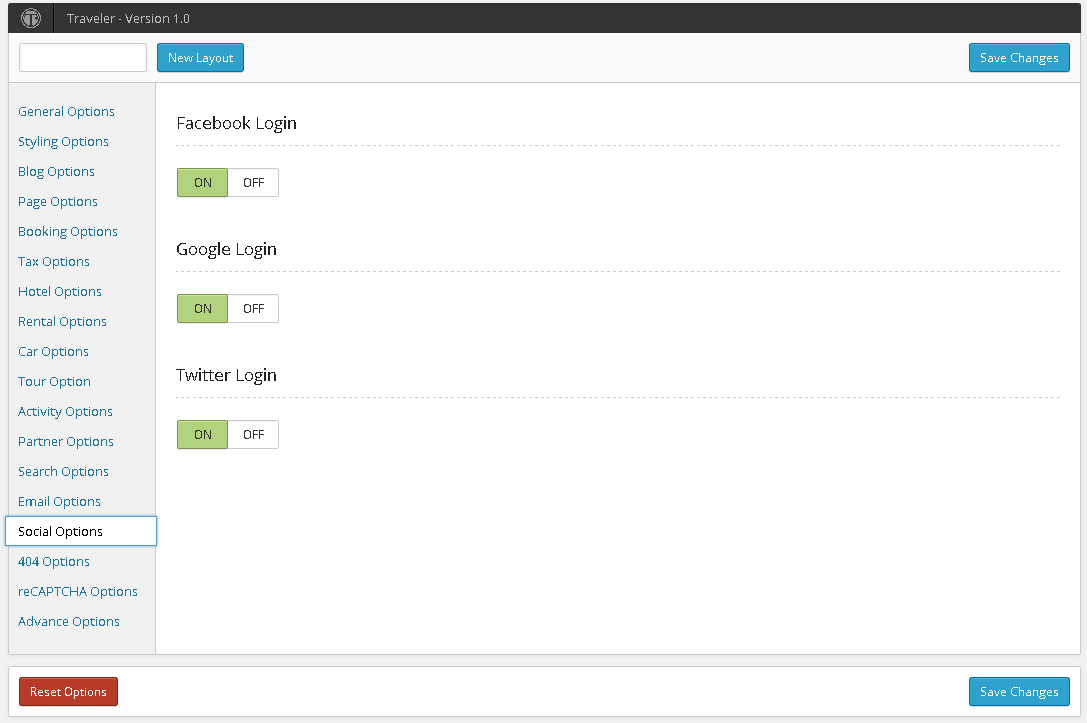 Traveler - Version 1.0
New Layout
Save Changes
General Options
Styling Options
Blog Options
Page Options
Booking Options
Tax Options
Hotel Options
Rental Options
Car Options
Tour Option
Activity Options
Partner Options
Search Options
Email Options
Social Options
404 Options
reCAPTCHA Options
Advance Options
Facebook Login
ON OFF
Google Login
ON OFF
Twitter Login
ON OFF
Reset Options
Save Changes